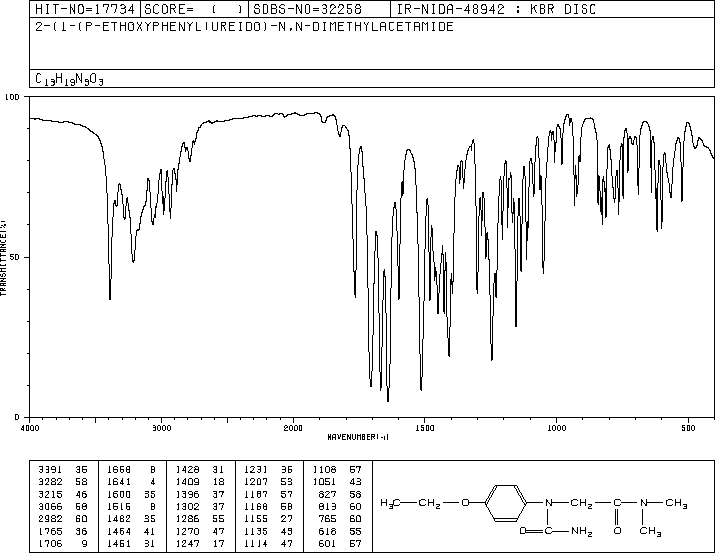 HIT-NO=17734 SCORE= ( ) SDBS-NO=32258 IR-NIDA-48942 : KBR DISC
2-(1-(P-ETHOXYPHENYL)UREIDO)-N,N-DIMETHYLACETAMIDE
C13H19N3O3
100
50
0
TRANSMITTANCE(%)
4000 3000 2000 1500 1000 500
WAVENUMBER(-1)
3391 35 1668 8 1428 31 1231 36 1108 57
3282 58 1641 4 1409 18 1207 53 1051 43
3215 46 1600 35 1396 37 1187 57 827 58
3066 58 1515 8 1302 37 1168 58 813 60
2982 60 1482 35 1286 55 1155 27 765 60
1765 36 1464 41 1270 47 1135 49 618 55
1706 9 1451 31 1247 17 1114 47 601 57
H3C CH2 O N CH2 C N CH3
O C NH2 O CH3